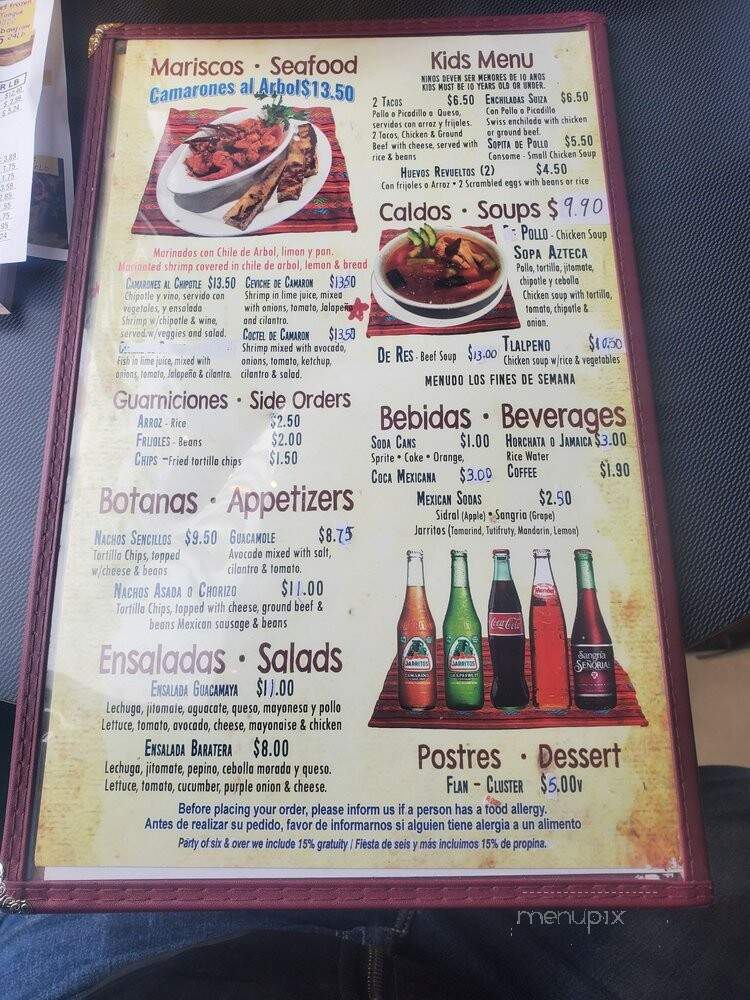 Mariscos • Seafood
Camarones al Arbol $13.50
Marinados con Chile de Arbol, limon y pan.
Marinanted shrimp covered in chile de arbol, lemon & bread
CAMARONES AL CHIPOTLE $13.50
Chipotle y vino, servido con
vegetales, y ensalada
Shrimp w/chipotle & wine,
served w/veggies and salad.
Fish in lime juice, mixed with
onions, tomato, Jalapeño & cilantro.
CEVICHE DE CAMARON $13.50
Shrimp in lime juice, mixed
with onions, tomato, Jalapeño
and cilantro.
COCTEL DE CAMARON $13.50
Shrimp mixed with avocado,
onions, tomato, ketchup,
cilantro & salad.
Guarniciones • Side Orders
ARROZ - Rice $2.50
FRIJOLES - Beans $2.00
CHIPS - Fried tortilla chips $1.50
Botanas • Appetizers
NACHOS SENCILLOS $9.50
Tortilla Chips, topped
w/cheese & beans
GUACAMOLE $8.75
Avocado mixed with salt,
cilantro & tomato.
NACHOS ASADA O CHORIZO $11.00
Tortilla Chips, topped with cheese, ground beef &
beans Mexican sausage & beans
Ensaladas • Salads
ENSALADA GUACAMAYA $11.00
Lechuga, jitomate, aguacate, queso, mayonesa y pollo
Lettuce, tomato, avocado, cheese, mayonaise & chicken
ENSALADA BARATERA $8.00
Lechuga, jitomate, pepino, cebolla morada y queso.
Lettuce, tomato, cucumber, purple onion & cheese.
Kids Menu
NINOS DEVEN SER MENORES DE 10 ANOS
KIDS MUST BE 10 YEARS OLD OR UNDER.
2 TACOS $6.50
Pollo o Picadillo o Queso,
servidos con arroz y frijoles.
2 Tacos, Chicken & Ground
Beef with cheese, served with
rice & beans
ENCHILADAS SUIZA $6.50
Con Pollo o Picadillo
Swiss enchilada with chicken
or ground beef.
SOPITA DE POLLO $5.50
Consome - Small Chicken Soup
HUEVOS REVUELTOS (2) $4.50
Con frijoles o Arroz • 2 Scrambled eggs with beans or rice
Caldos • Soups $9.90
DE POLLO - Chicken Soup
SOPA AZTECA
Pollo, tortilla, jitomate,
chipotle y cebolla
Chicken soup with tortilla,
tomato, chipotle &
onion.
DE RES - Beef Soup $13.00
TLALPENO $10.50
Chicken soup w/rice & vegetables
MENUDO LOS FINES DE SEMANA
Bebidas • Beverages
SODA CANS $1.00
Sprite • Coke • Orange,
HORCHATA O JAMAICA $3.00
Rice Water
COCA MEXICANA $3.00
COFFEE $1.90
MEXICAN SODAS $2.50
Sidral (Apple) • Sangria (Grape)
Jarritos (Tamarind, Tutifruty, Mandarin, Lemon)
JARRITOS
JARRITOS
Coca-Cola
Sangria
SEÑORIAL
Postres • Dessert
FLAN - CLUSTER $5.00v
Before placing your order, please inform us if a person has a food allergy.
Antes de realizar su pedido, favor de informarnos si alguien tiene alergia a un alimento
Party of six & over we include 15% gratuity / Fiesta de seis y más incluimos 15% de propina.
menupix